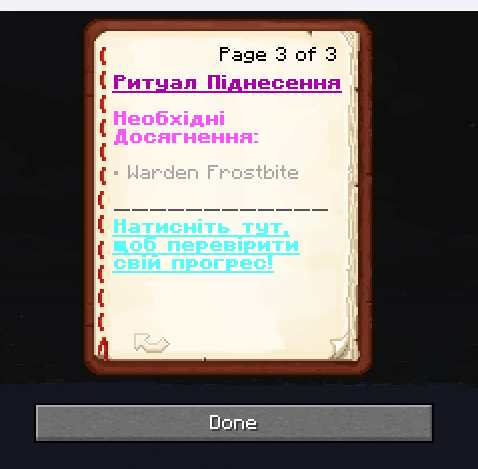 Page 3 of 3
Ритуал Піднесення
Необхідні
Досягнення:
• Warden Frostbite
____________
Натисніть тут,
щоб перевірити
свій прогрес!
Done